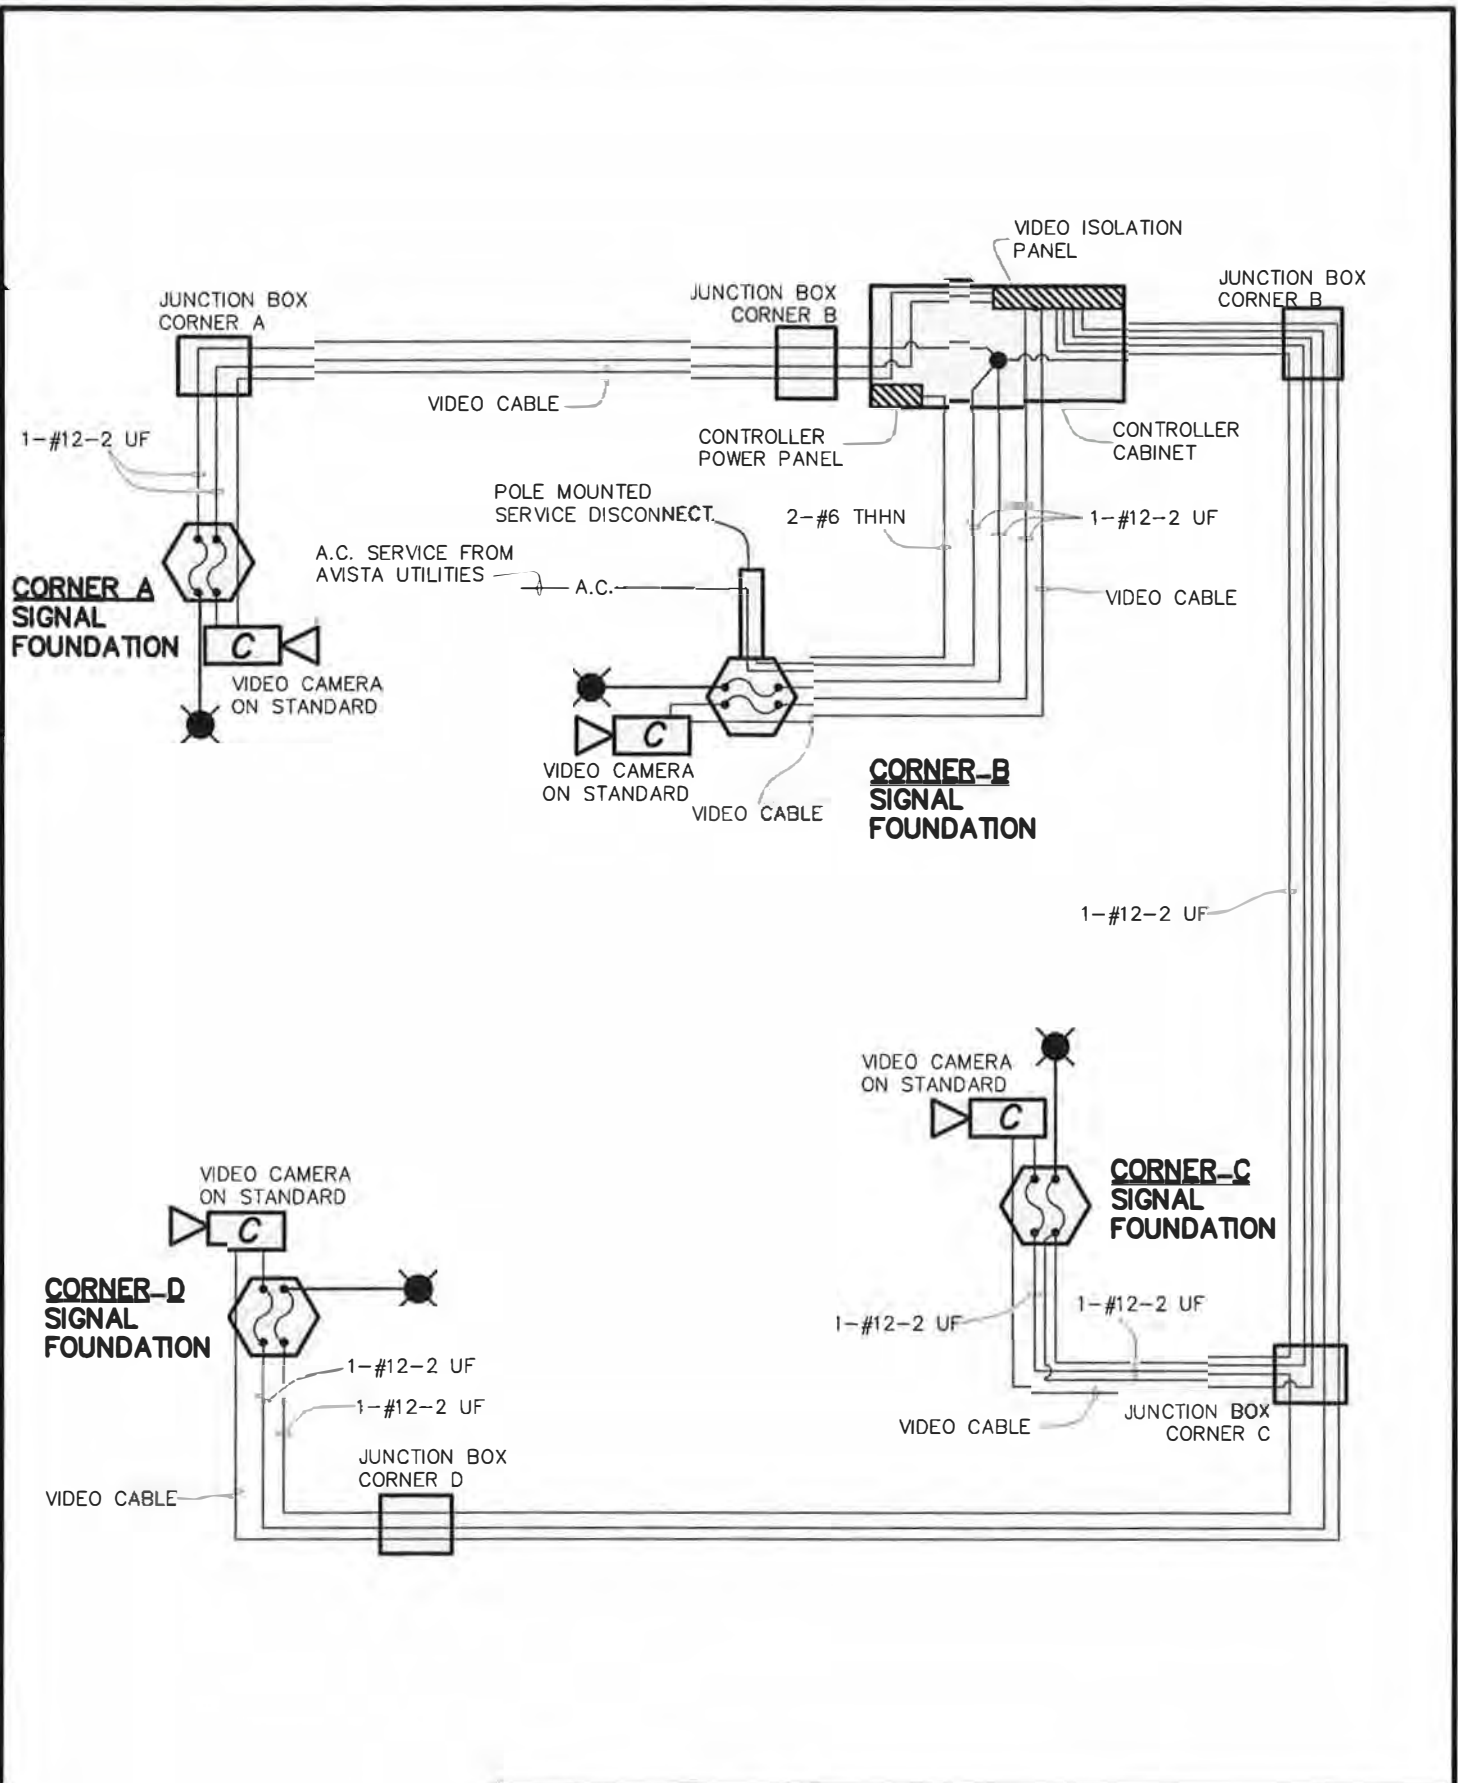 VIDEO ISOLATION
PANEL
JUNCTION BOX
CORNER B
JUNCTION BOX
CORNER B
JUNCTION BOX
CORNER A
VIDEO CABLE
1-#12-2 UF
CONTROLLER
POWER PANEL
CONTROLLER
CABINET
POLE MOUNTED
SERVICE DISCONNECT
2-#6 THHN
1-#12-2 UF
A.C. SERVICE FROM
AVISTA UTILITIES
A.C.
VIDEO CABLE
CORNER A
SIGNAL
FOUNDATION
C
VIDEO CAMERA
ON STANDARD
C
VIDEO CAMERA
ON STANDARD
VIDEO CABLE
CORNER-B
SIGNAL
FOUNDATION
1-#12-2 UF
VIDEO CAMERA
ON STANDARD
C
CORNER-C
SIGNAL
FOUNDATION
VIDEO CAMERA
ON STANDARD
C
CORNER-D
SIGNAL
FOUNDATION
1-#12-2 UF
1-#12-2 UF
1-#12-2 UF
1-#12-2 UF
VIDEO CABLE
JUNCTION BOX
CORNER C
JUNCTION BOX
CORNER D
VIDEO CABLE